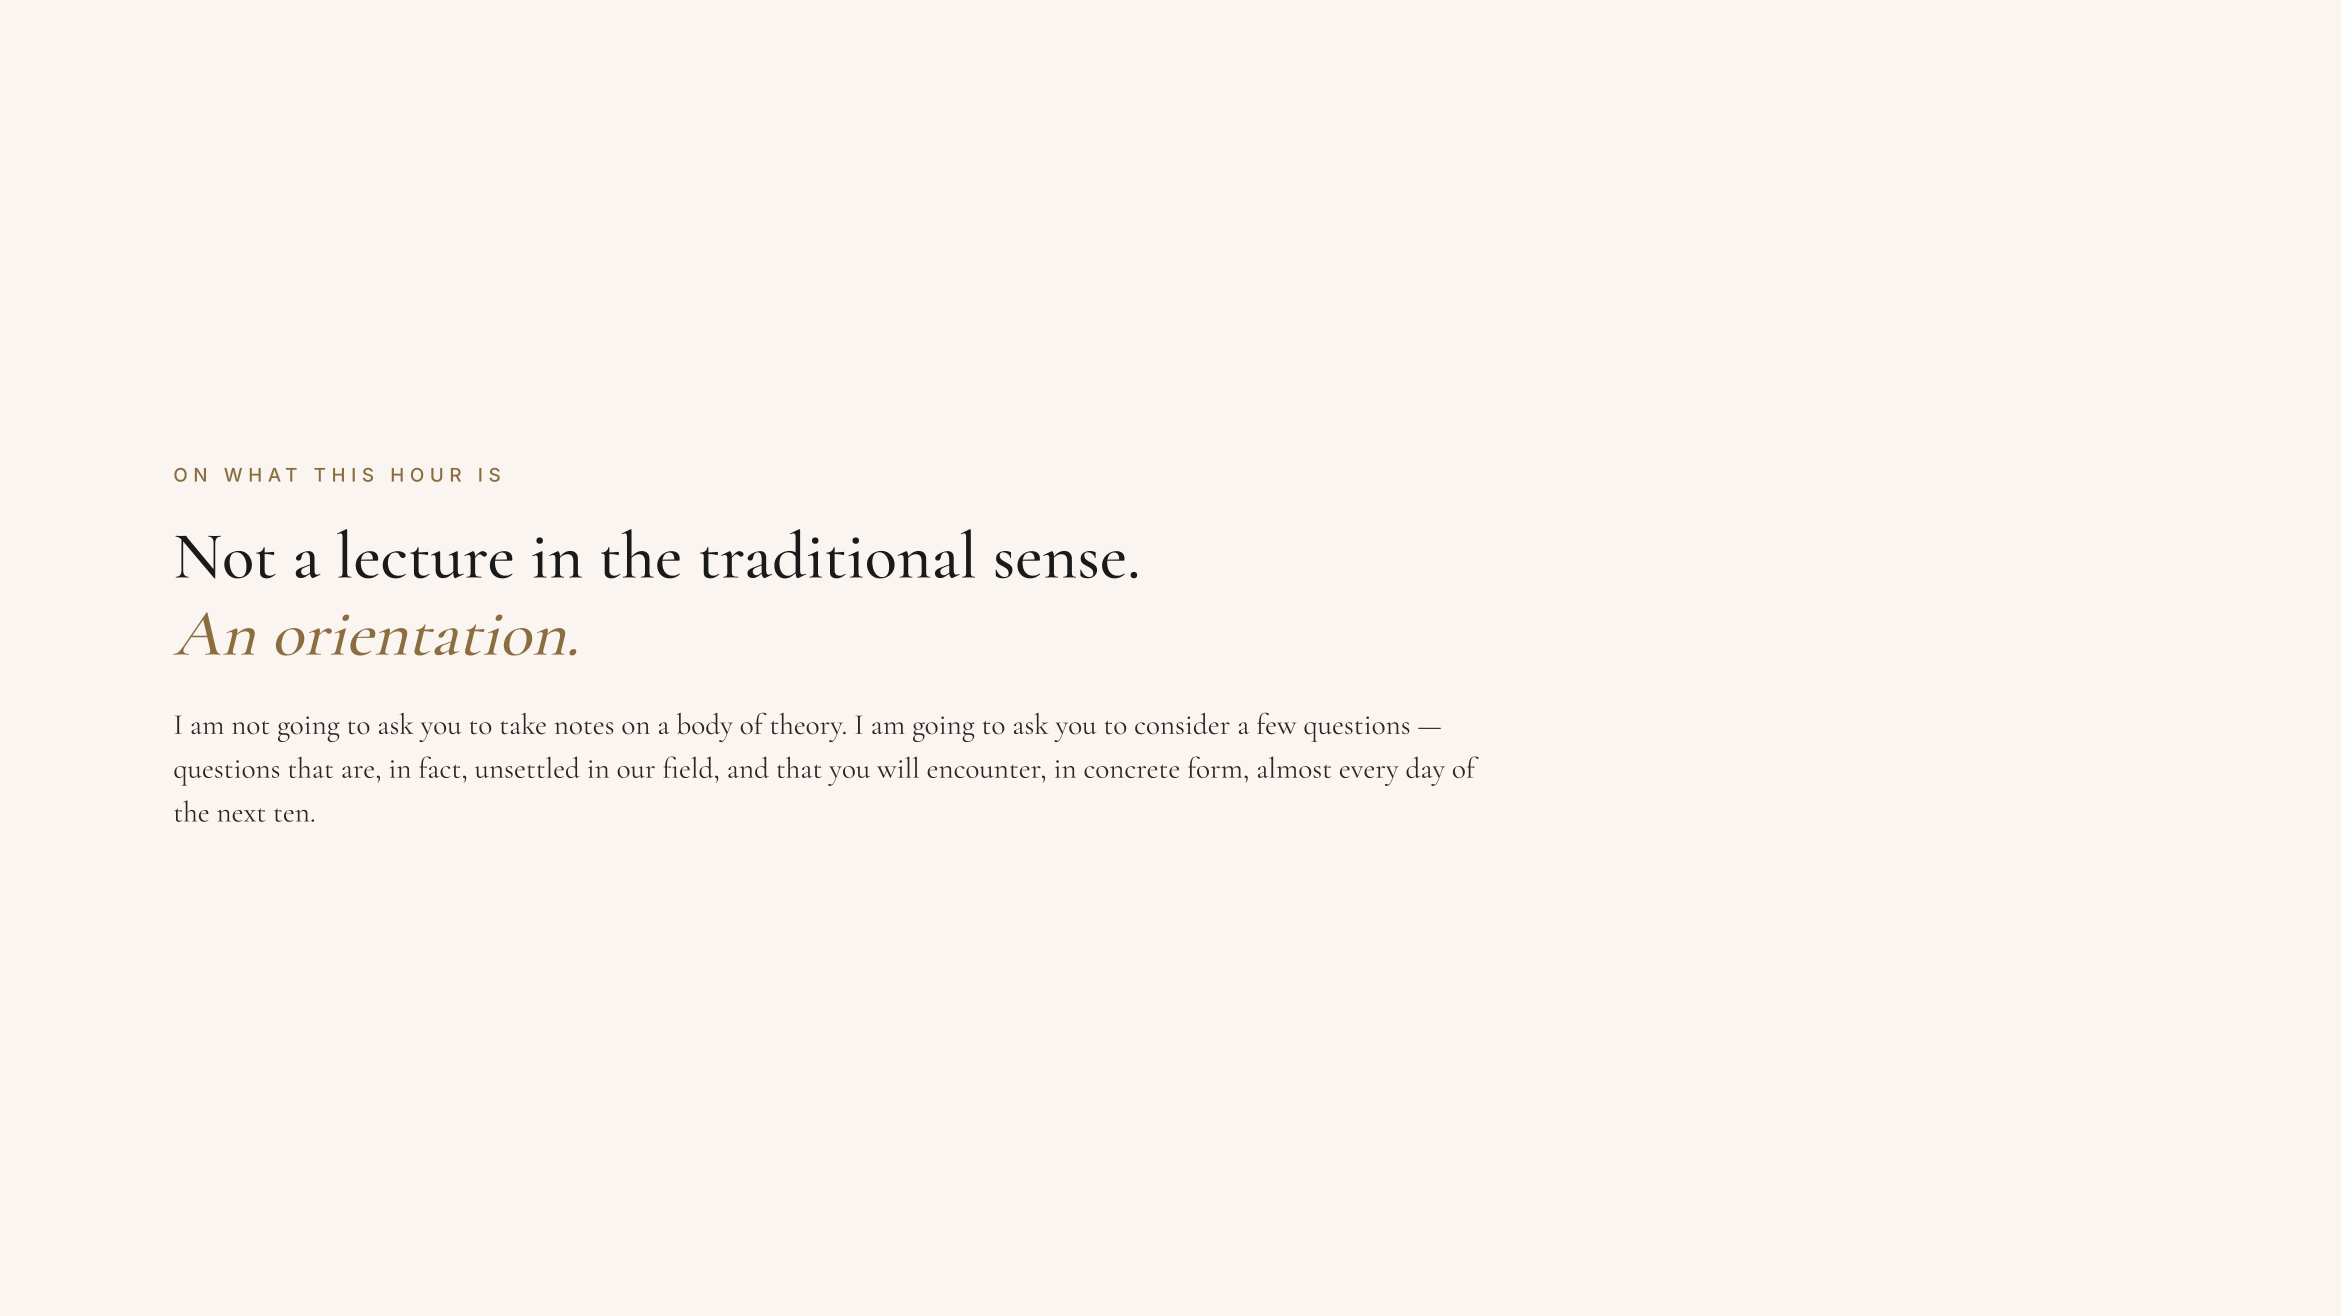 ON WHAT THIS HOUR IS
Not a lecture in the traditional sense.
An orientation.
I am not going to ask you to take notes on a body of theory. I am going to ask you to consider a few questions —
questions that are, in fact, unsettled in our field, and that you will encounter, in concrete form, almost every day of
the next ten.